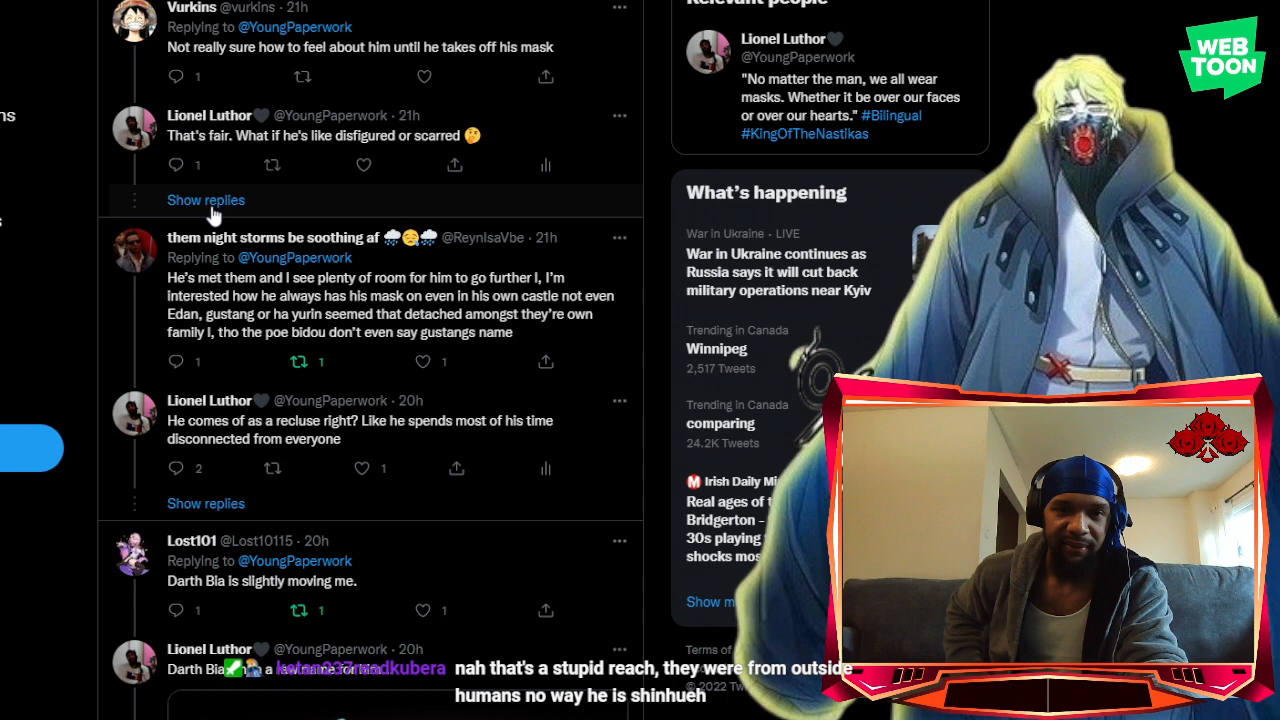 Vurkins @vurkins · 21h
Replying to @YoungPaperwork
Not really sure how to feel about him until he takes off his mask
1
Lionel Luthor🖤 @YoungPaperwork · 21h
That's fair. What if he's like disfigured or scarred 🤔
1
Show replies
them night storms be soothing af 🌧️😪🌧️ @ReynIsaVbe · 21h
Replying to @YoungPaperwork
He's met them and I see plenty of room for him to go further I, I'm
interested how he always has his mask on even in his own castle not even
Edan, gustang or ha yurin seemed that detached amongst they're own
family I, tho the poe bidou don't even say gustangs name
1 1 1
Lionel Luthor🖤 @YoungPaperwork · 20h
He comes of as a recluse right? Like he spends most of his time
disconnected from everyone
2 1
Show replies
Lost101 @Lost10115 · 20h
Replying to @YoungPaperwork
Darth Bia is slightly moving me.
1 1 1
Lionel Luthor🖤 @YoungPaperwork · 20h
Darth Bia
ns
s
Relevant people
Lionel Luthor🖤
@YoungPaperwork
"No matter the man, we all wear
masks. Whether it be over our faces
or over our hearts." #Bilingual
#KingOfTheNastikas
What's happening
War in Ukraine · LIVE
War in Ukraine continues as
Russia says it will cut back
military operations near Kyiv
Trending in Canada
Winnipeg
2,517 Tweets
Trending in Canada
comparing
24.2K Tweets
Irish Daily Mi
Real ages of t
Bridgerton -
30s playing
shocks mos
Show m
Terms of
© 2022 Tw
WEB
TOON
nah that's a stupid reach, they were from outside
humans no way he is shinhueh